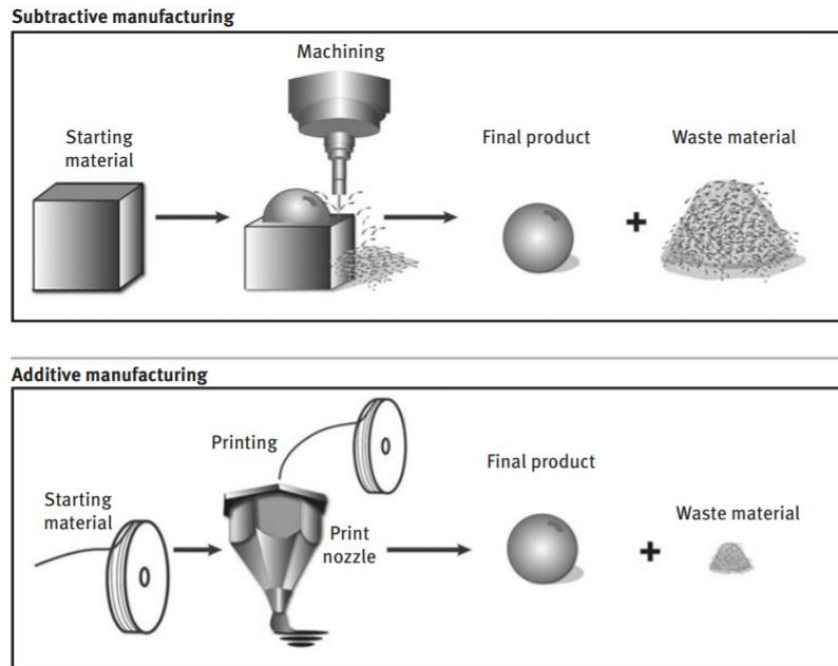 Subtractive manufacturing
Machining
Starting
material
Final product
Waste material
Additive manufacturing
Printing
Starting
material
Print
nozzle
Final product
Waste material